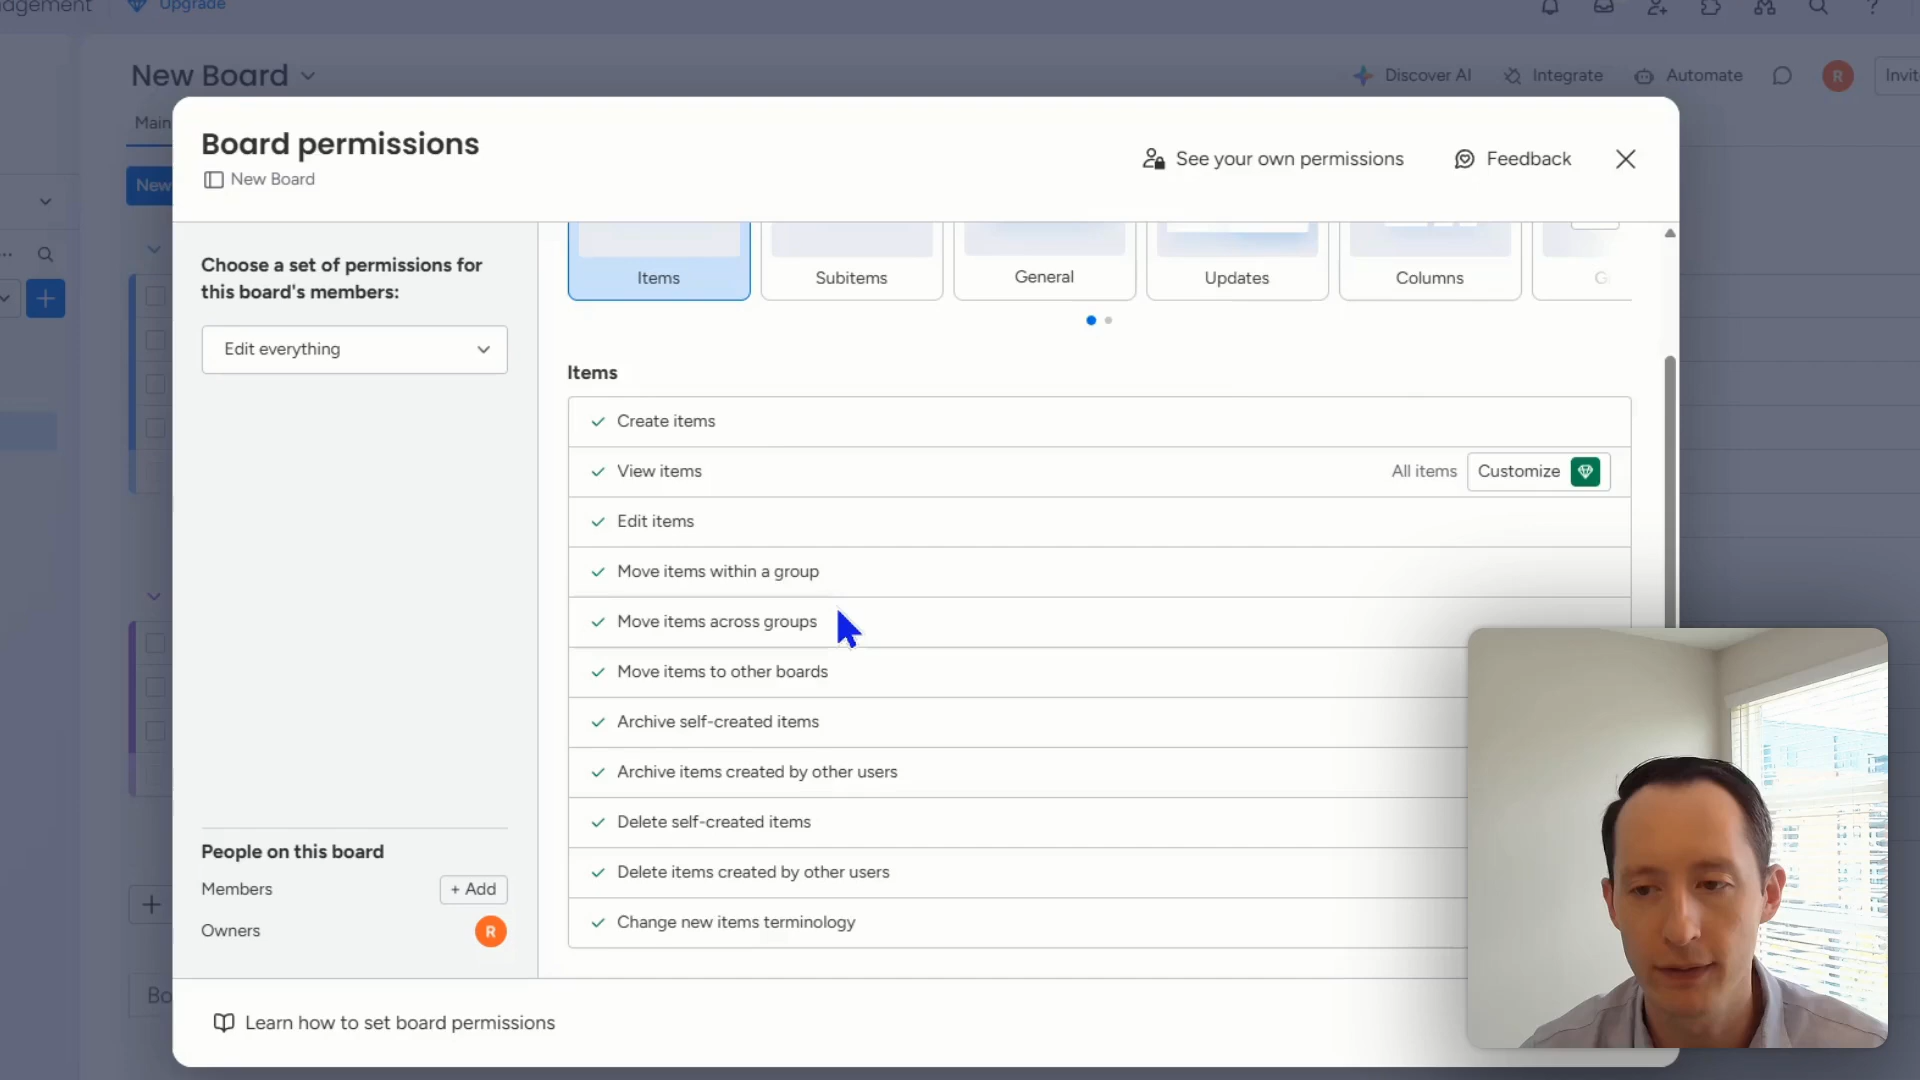 Upgrade
New Board
Discover AI
Integrate
Automate
R
Main
New
Board permissions
New Board
See your own permissions
Feedback
Choose a set of permissions for
this board's members:
Edit everything
Items
Subitems
General
Updates
Columns
Items
Create items
View items
All items
Customize
Edit items
Move items within a group
Move items across groups
Move items to other boards
Archive self-created items
Archive items created by other users
Delete self-created items
Delete items created by other users
Change new items terminology
People on this board
Members
+ Add
Owners
R
Learn how to set board permissions